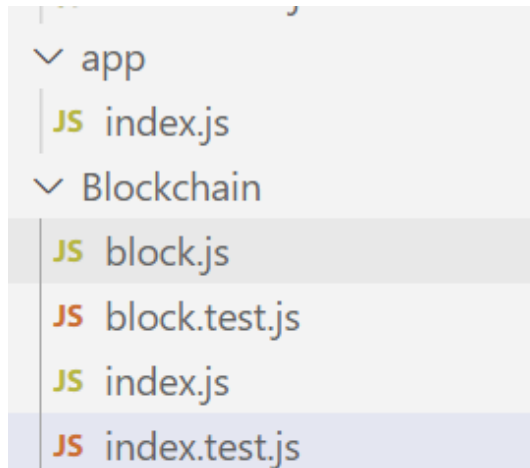 app
JS index.js
Blockchain
JS block.js
JS block.test.js
JS index.js
JS index.test.js